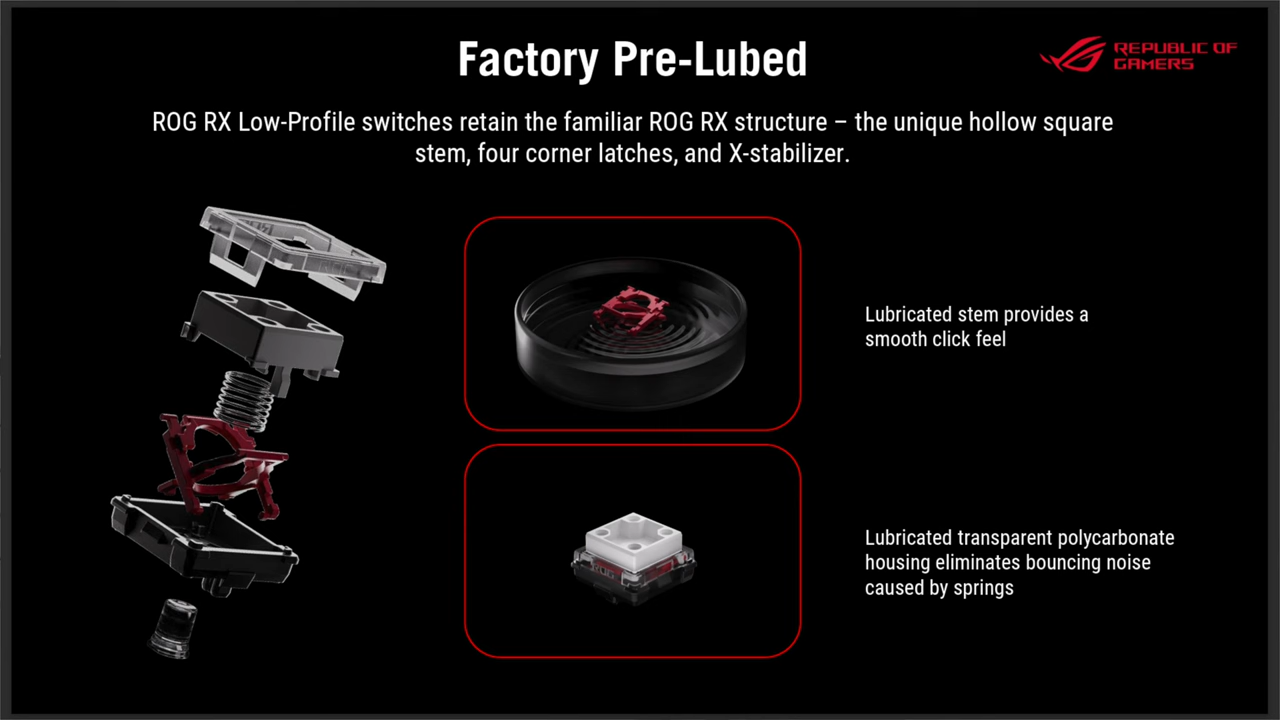 Factory Pre-Lubed
REPUBLIC OF
GAMERS
ROG RX Low-Profile switches retain the familiar ROG RX structure – the unique hollow square
stem, four corner latches, and X-stabilizer.
Lubricated stem provides a
smooth click feel
Lubricated transparent polycarbonate
housing eliminates bouncing noise
caused by springs
ROG